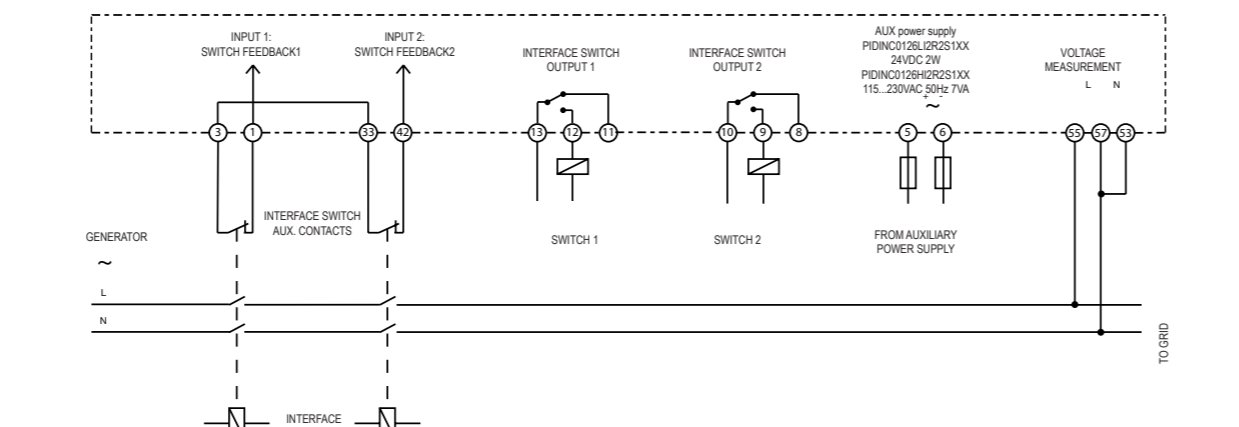 INPUT 1:
SWITCH FEEDBACK1
INPUT 2:
SWITCH FEEDBACK2
INTERFACE SWITCH
OUTPUT 1
INTERFACE SWITCH
OUTPUT 2
AUX power supply
PIDINC0126LI2R2S1XX
24VDC 2W
PIDINC0126HI2R2S1XX
115...230VAC 50Hz 7VA
+ -
~
VOLTAGE
MEASUREMENT
L N
3 1 33 42 13 12 11 10 9 8 5 6 55 57 53
INTERFACE SWITCH
AUX. CONTACTS
SWITCH 1
SWITCH 2
FROM AUXILIARY
POWER SUPPLY
GENERATOR
~
L
N
TO GRID
INTERFACE